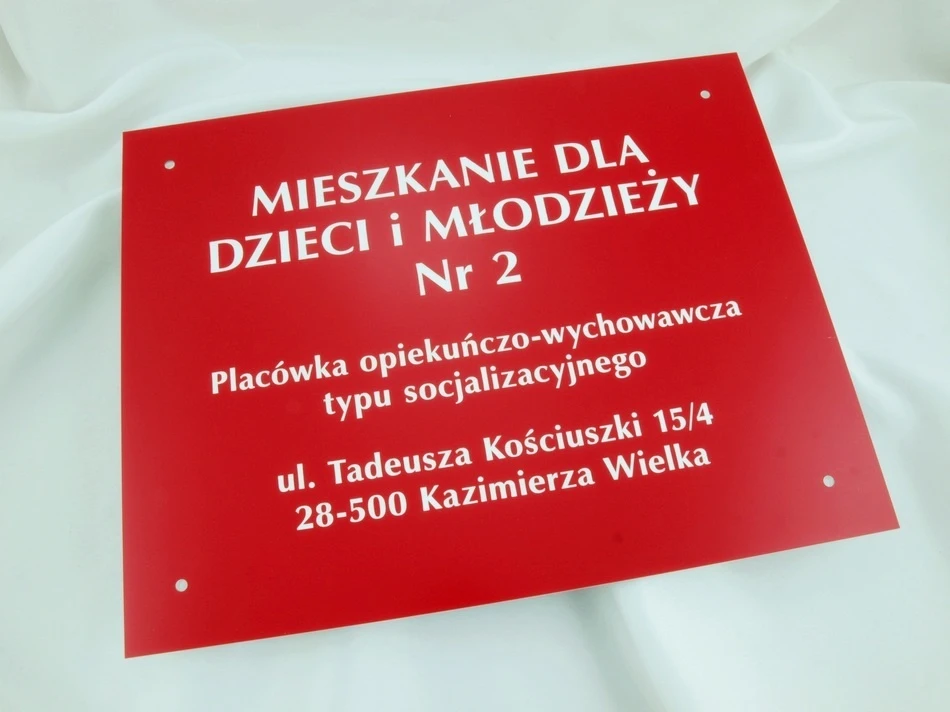 MIESZKANIE DLA
DZIECI i MŁODZIEŻY
Nr 2
Placówka opiekuńczo-wychowawcza
typu socjalizacyjnego
ul. Tadeusza Kościuszki 15/4
28-500 Kazimierza Wielka